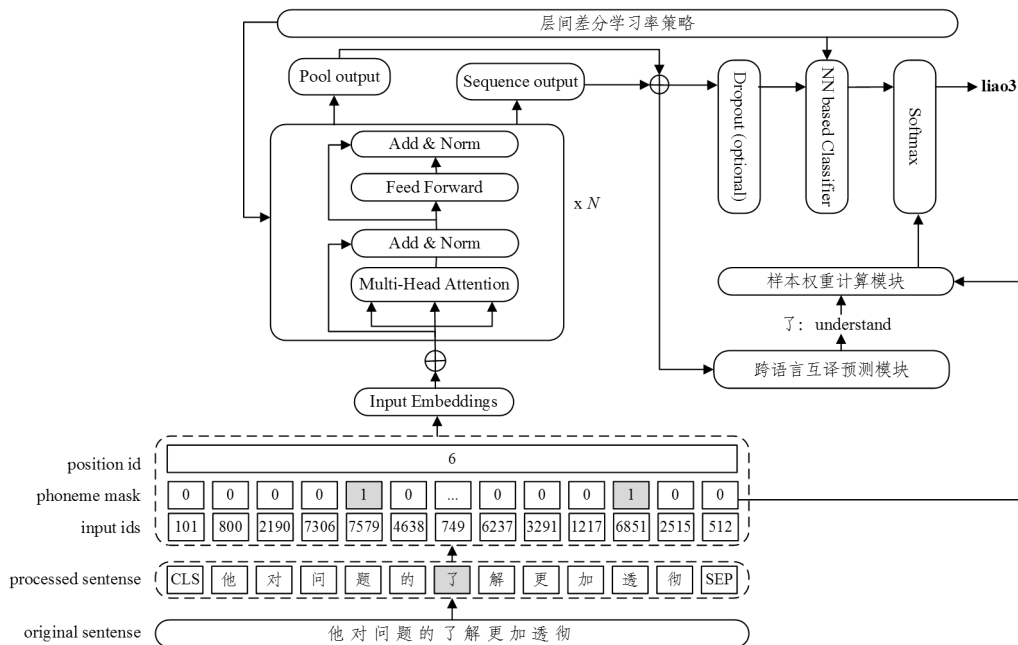 层间差分学习率策略
Pool output
Sequence output
Dropout (optional)
NN based Classifier
Softmax
liao3
Add & Norm
Feed Forward
x N
Add & Norm
Multi-Head Attention
样本权重计算模块
了: understand
跨语言互译预测模块
Input Embeddings
position id 6
phoneme mask 0 0 0 0 1 0 ... 0 0 0 1 0 0
input ids 101 800 2190 7306 7579 4638 749 6237 3291 1217 6851 2515 512
processed sentence CLS 他 对 问 题 的 了 解 更 加 透 彻 SEP
original sentence 他对问题的了解更加透彻